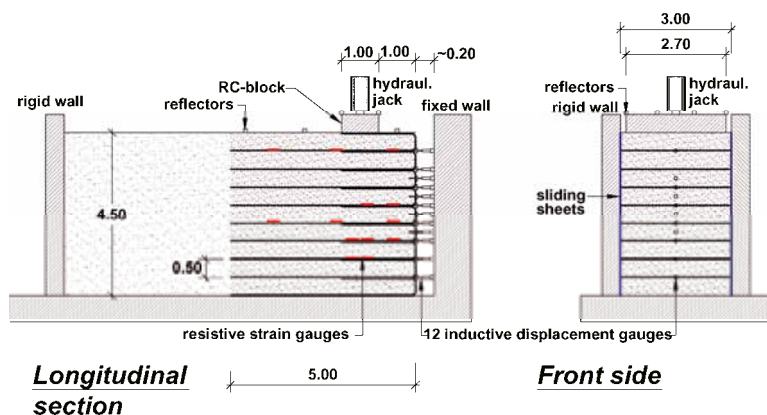 3.00
1.00 1.00 ~0.20
2.70
RC-block
hydraul.
jack
reflectors
rigid wall
fixed wall
reflectors
rigid wall
hydraul.
jack
4.50
sliding
sheets
0.50
resistive strain gauges
12 inductive displacement gauges
5.00
Longitudinal
section
Front side